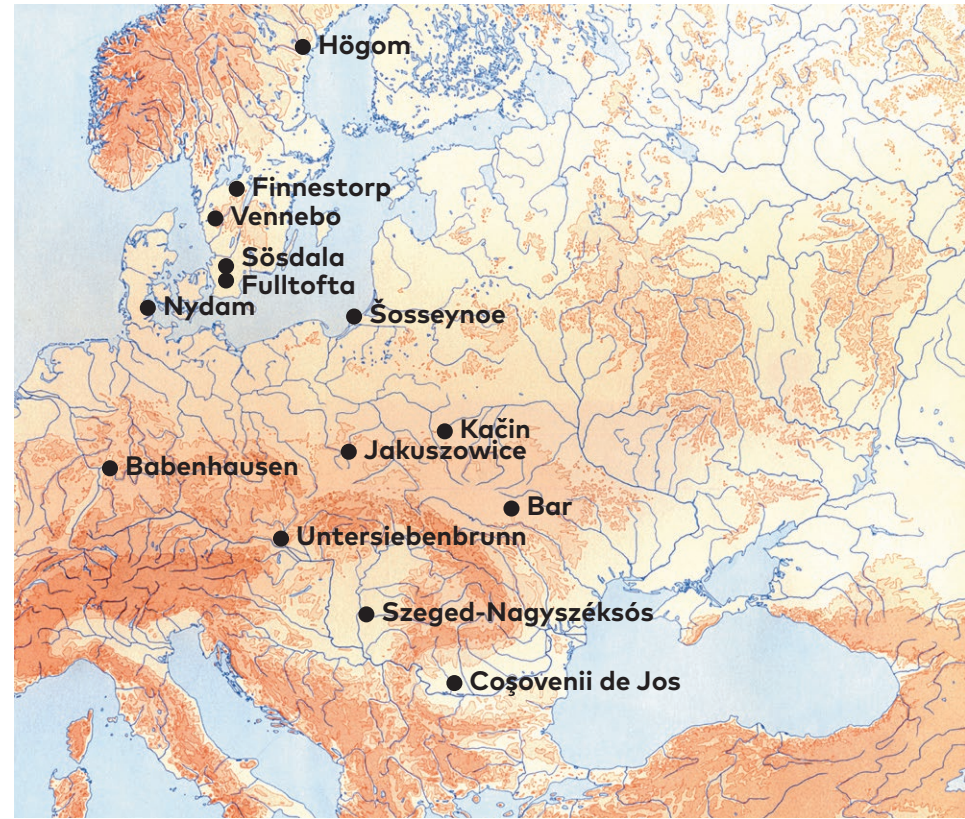 Högom
Finnestorp
Vennebo
Sösdala
Fulltofta
Nydam
Šosseynoe
Kačin
Jakuszowice
Babenhausen
Bar
Untersiebenbrunn
Szeged-Nagyszéksós
Coşovenii de Jos